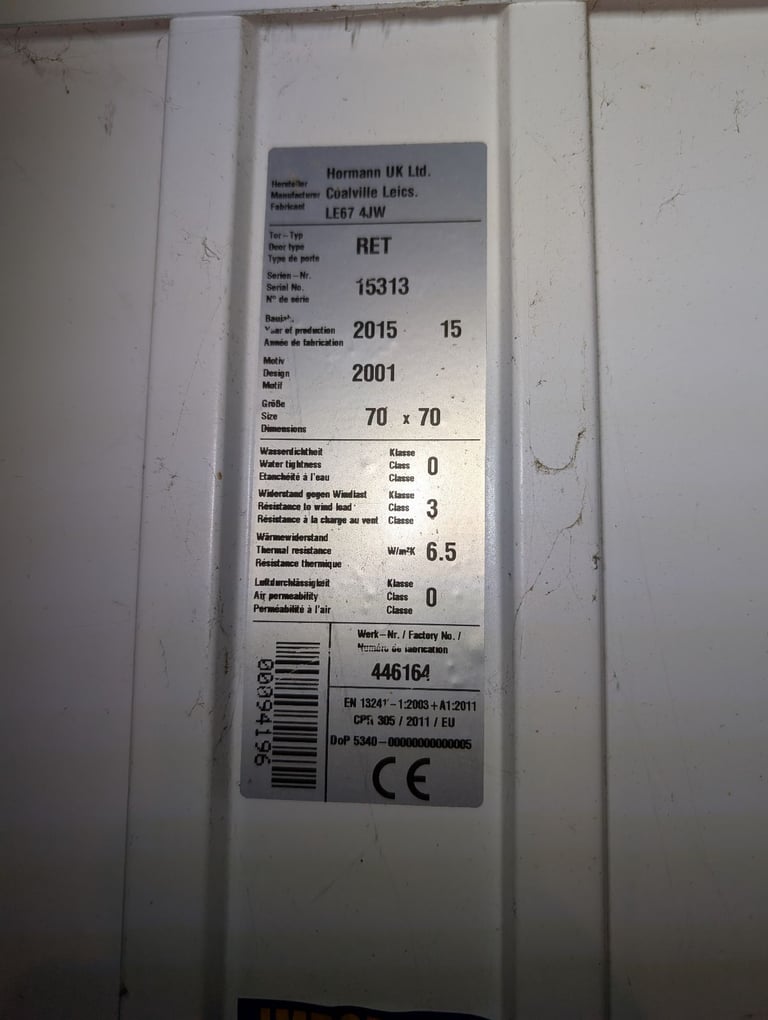 Hersteller
Manufacturer
Fabricant
Hormann UK Ltd.
Coalville Leics.
LE67 4JW
Tor-Typ
Door type
Type de porte
RET
Serien-Nr.
Serial No.
N° de série
15313
Year of production
Année de fabrication
2015 15
Motiv
Design
Motif
2001
Größe
Size
Dimensions
70 x 70
Wasserdichtheit
Water tightness
Etanchéité à l'eau
Klasse
Class
Classe
0
Widerstand gegen Windlast
Résistance to wind load
Résistance à la charge au vent
Klasse
Class
Classe
3
Wärmewiderstand
Thermal resistance
Résistance thermique
W/m²K
6.5
Luftdurchlässigkeit
Air permeability
Perméabilité à l'air
Klasse
Class
Classe
0
00094196
Werk-Nr. / Factory No. /
Numéro de fabrication
446164
EN 13241-1:2003+A1:2011
CPR 305 / 2011 / EU
DoP 5340-00000000000005
CE